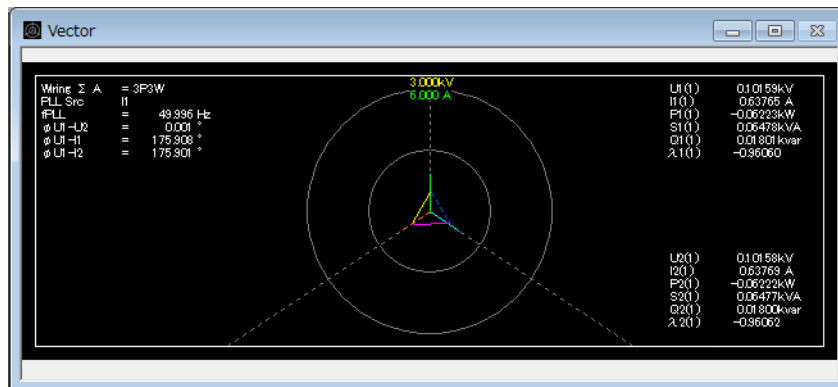 Vector
Wiring Σ A = 3P3W
PLL Src I1
fPLL = 49.996 Hz
φU1-U2 = 0.001 °
φU1-I1 = 175.908 °
φU1-I2 = 175.901 °
3.000kV
6.000 A
U1(1) 0.10159kV
I1(1) 0.63765 A
P1(1) -0.06223kW
S1(1) 0.06478kVA
Q1(1) 0.01801kvar
λ1(1) -0.96060
U2(1) 0.10158kV
I2(1) 0.63769 A
P2(1) -0.06222kW
S2(1) 0.06477kVA
Q2(1) 0.01800kvar
λ2(1) -0.96062